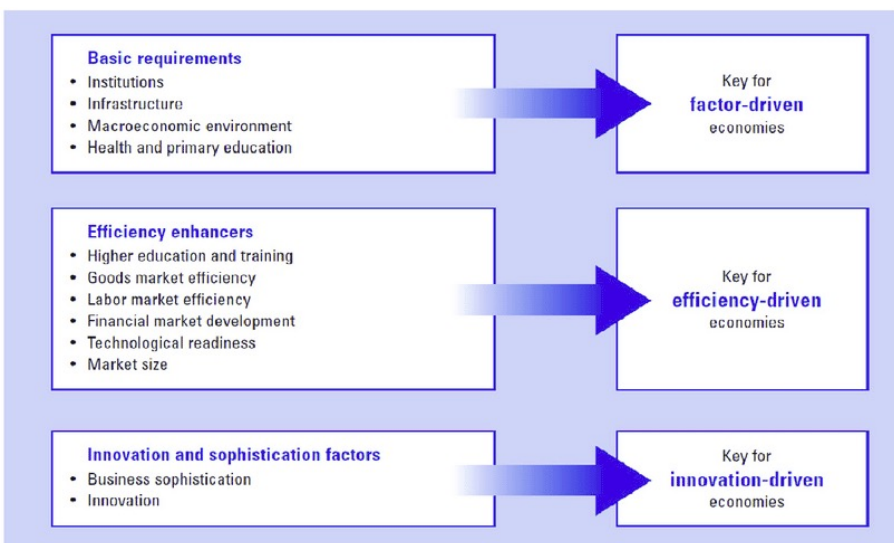 Basic requirements
• Institutions
• Infrastructure
• Macroeconomic environment
• Health and primary education
Key for
factor-driven
economies
Efficiency enhancers
• Higher education and training
• Goods market efficiency
• Labor market efficiency
• Financial market development
• Technological readiness
• Market size
Key for
efficiency-driven
economies
Innovation and sophistication factors
• Business sophistication
• Innovation
Key for
innovation-driven
economies